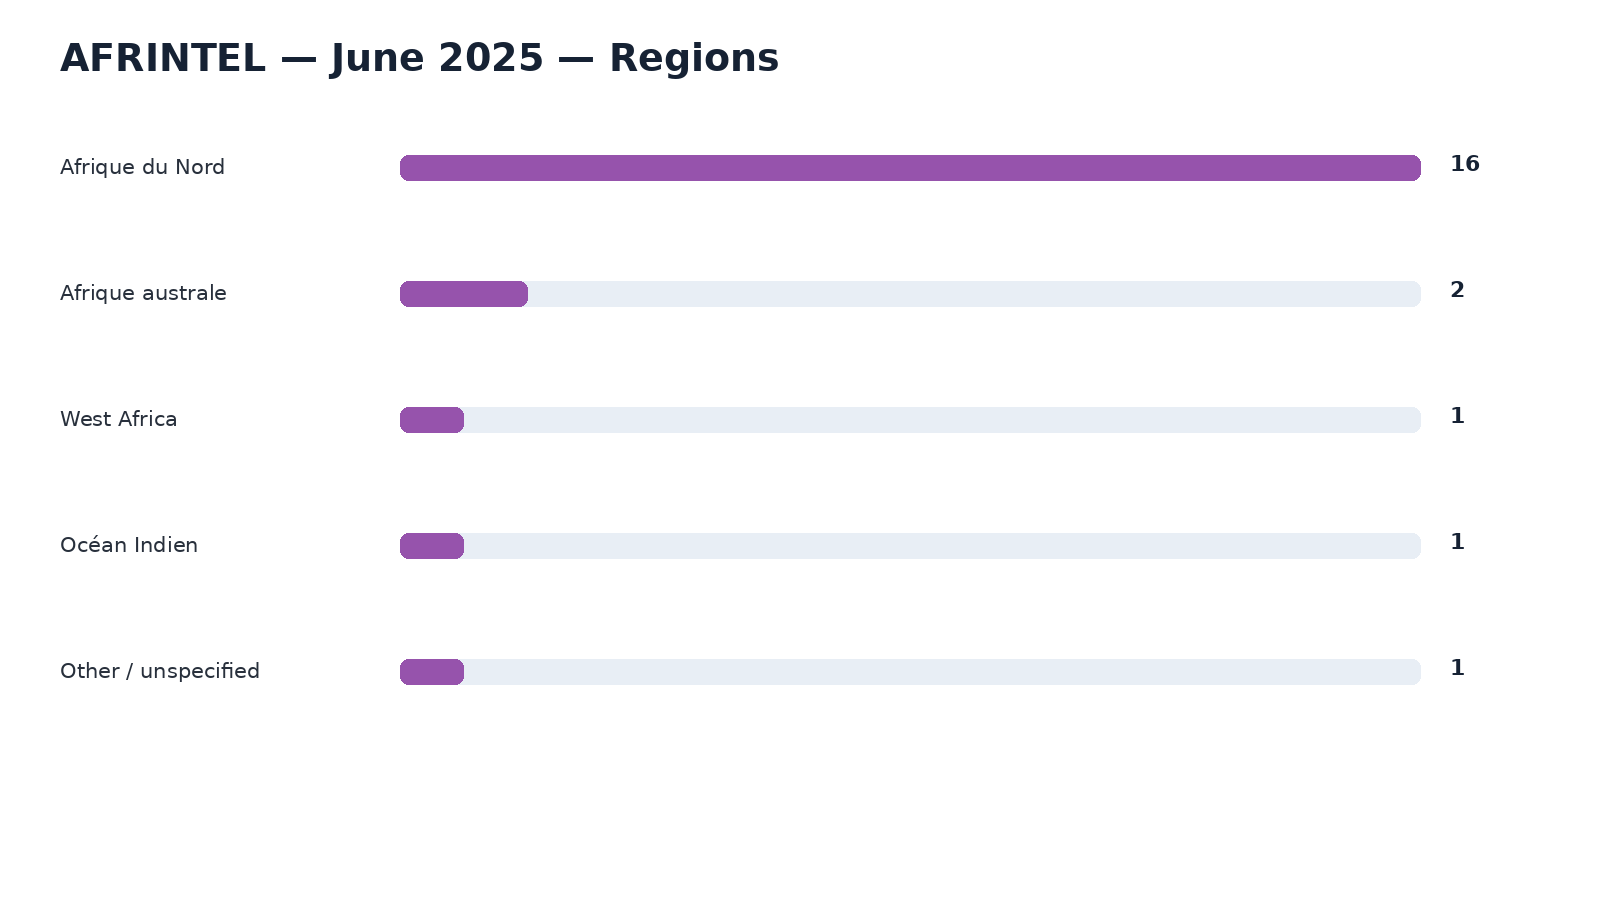 AFRINTEL — June 2025 — Regions
Afrique du Nord 16
Afrique australe 2
West Africa 1
Océan Indien 1
Other / unspecified 1